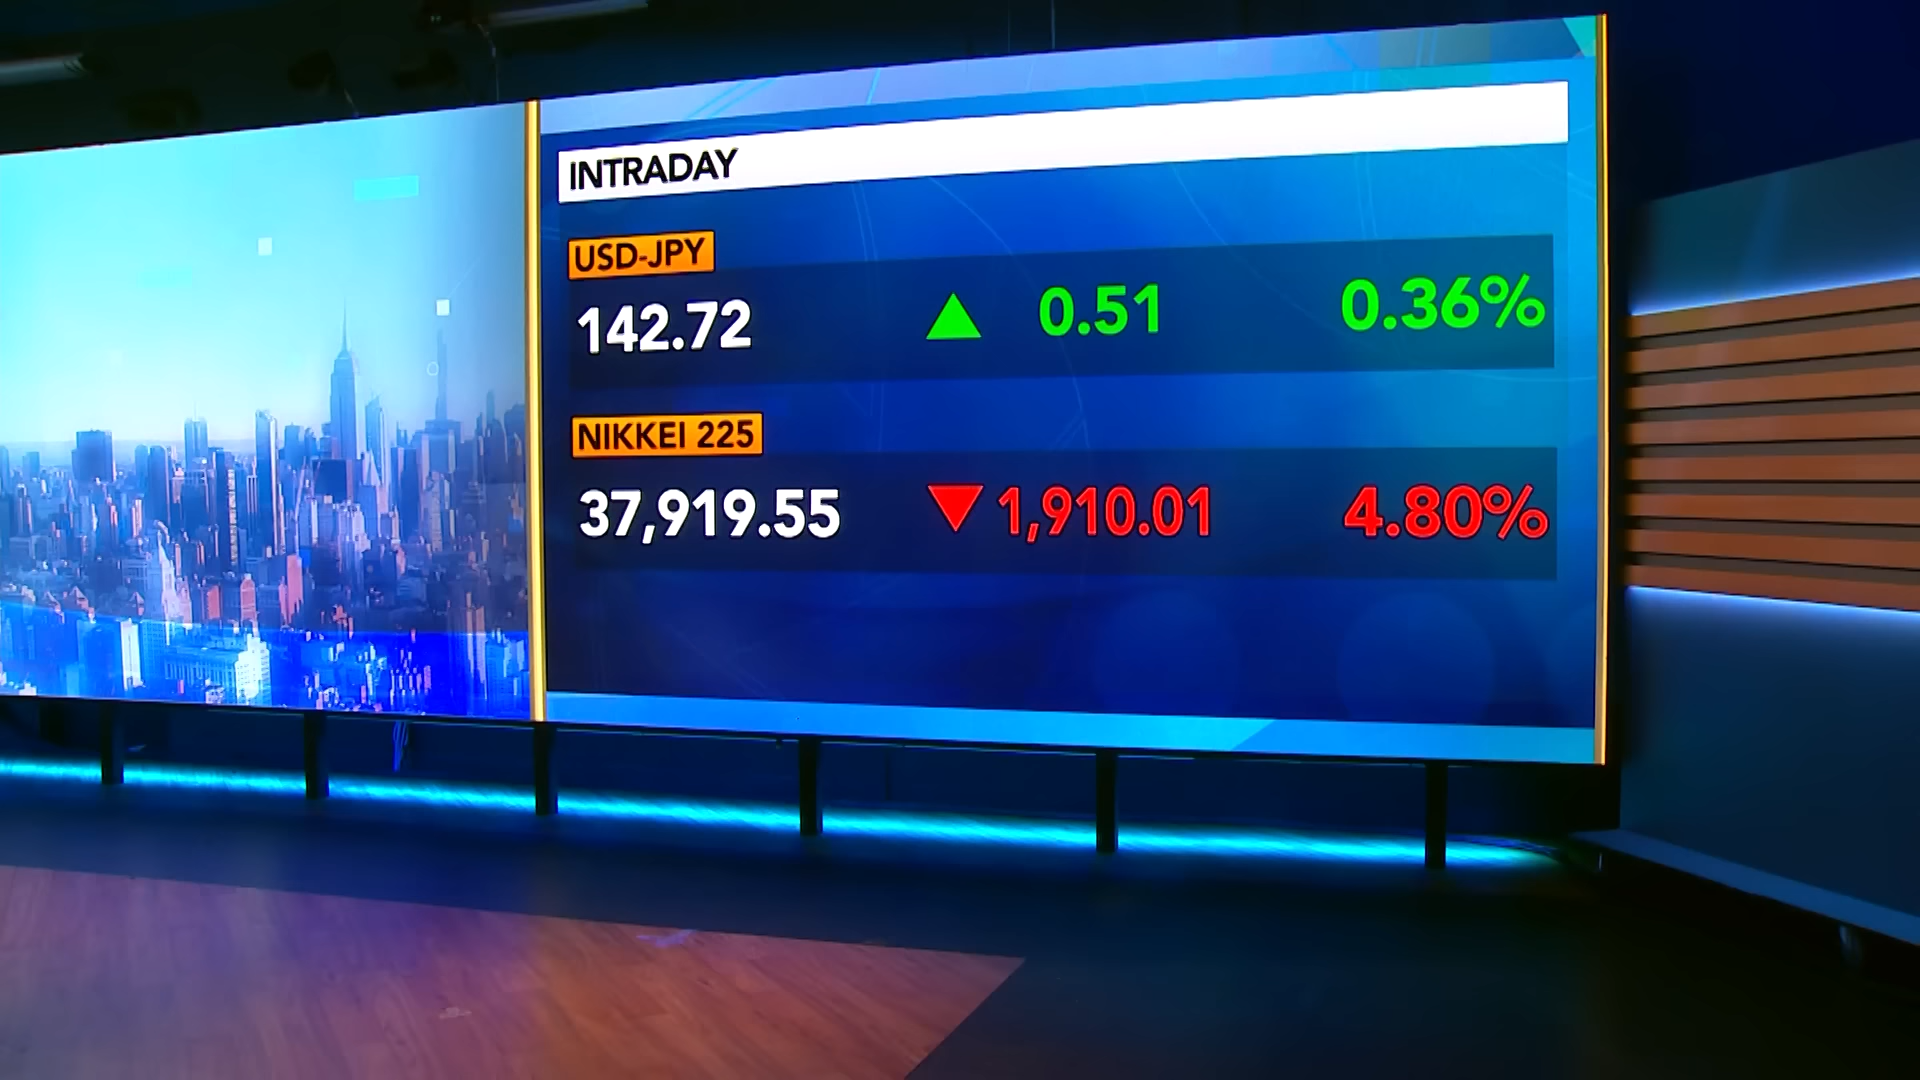 INTRADAY
USD-JPY
142.72 ▲ 0.51 0.36%
NIKKEI 225
37,919.55 ▼ 1,910.01 4.80%